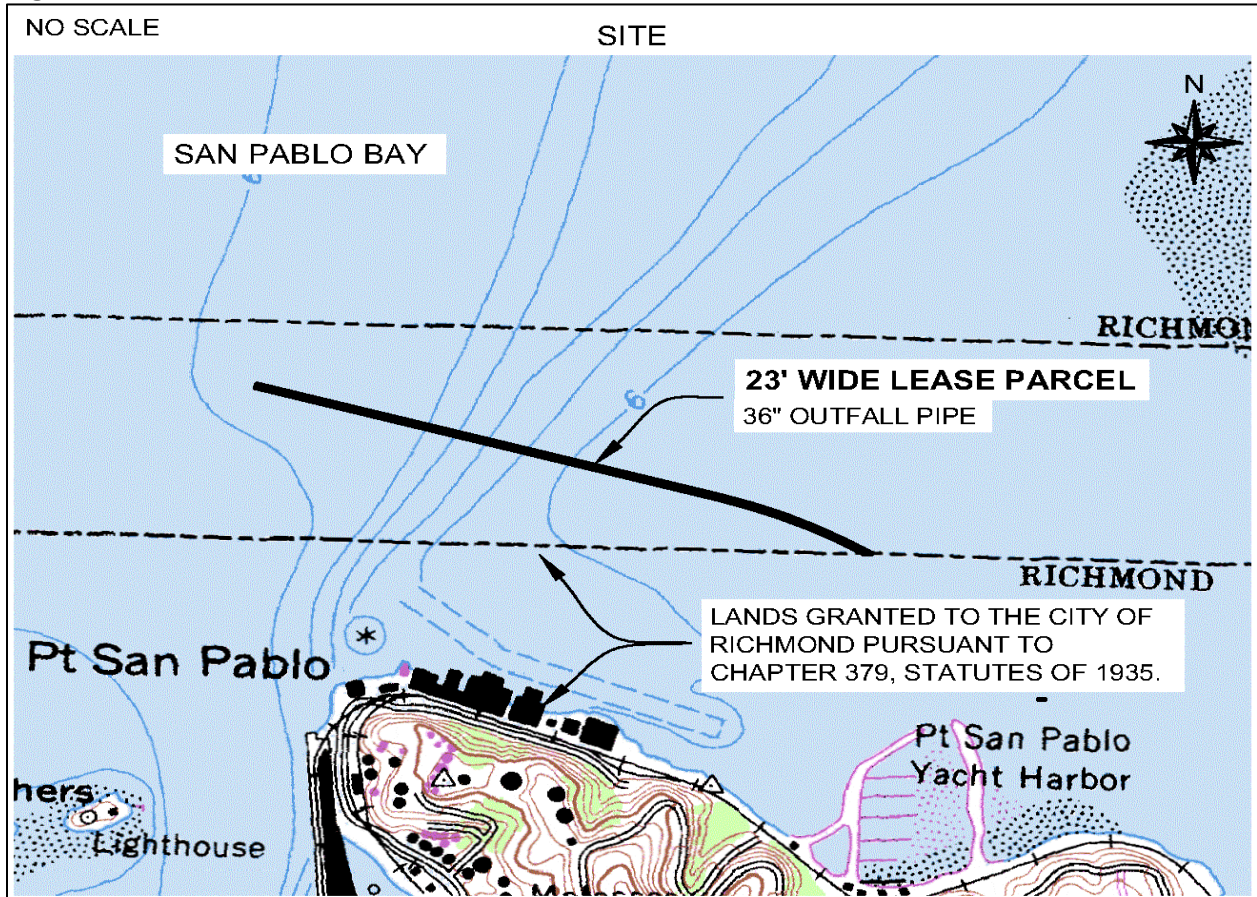 NO SCALE
SITE
N
SAN PABLO BAY
6
RICHMON
23' WIDE LEASE PARCEL
36" OUTFALL PIPE
6
RICHMOND
LANDS GRANTED TO THE CITY OF
RICHMOND PURSUANT TO
CHAPTER 379, STATUTES OF 1935.
Pt San Pablo
Pt San Pablo
Yacht Harbor
hers
Lighthouse